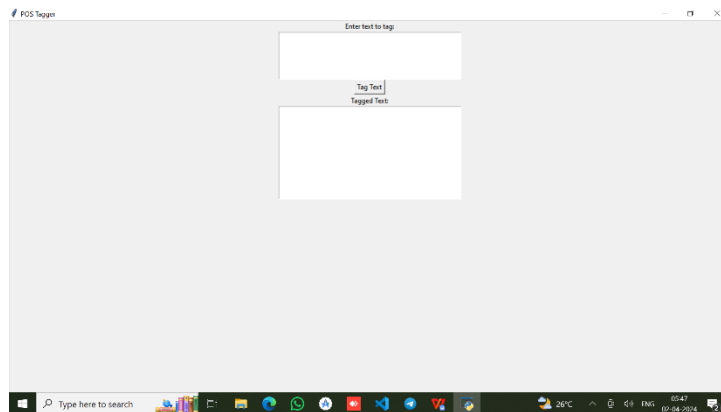 POS Tagger
Enter text to tag:
Tag Text
Tagged Text:
Type here to search
26°C
ENG
05:47
02-04-2024